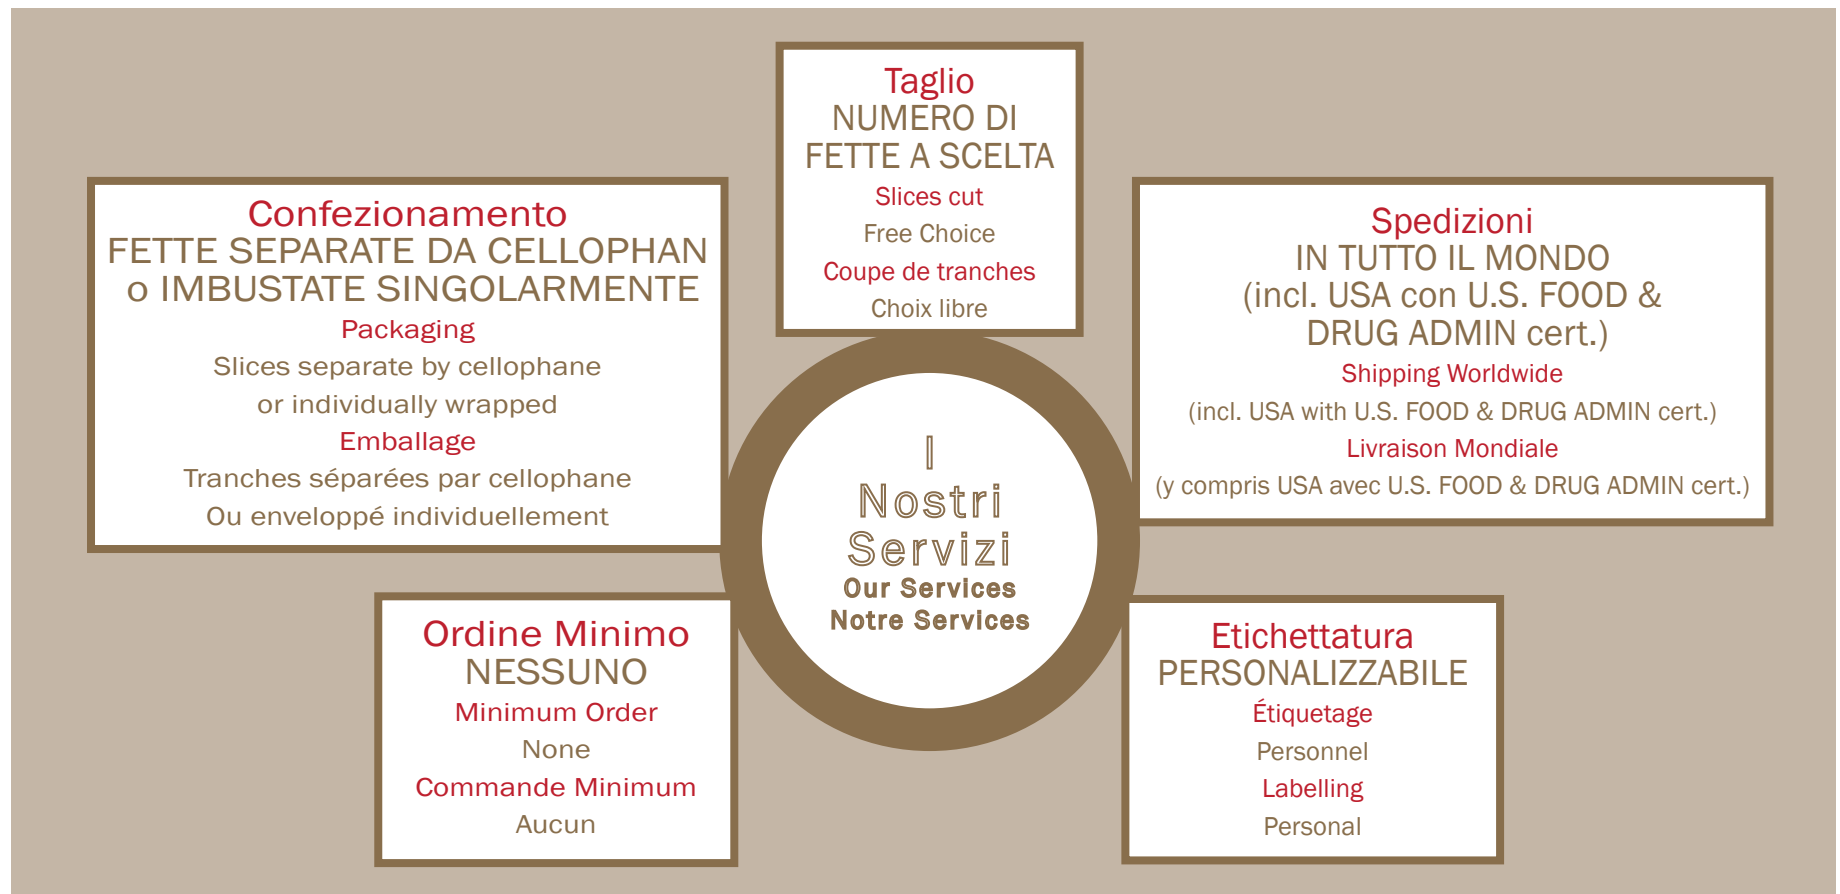 Taglio
NUMERO DI
FETTE A SCELTA
Slices cut
Free Choice
Coupe de tranches
Choix libre
Confezionamento
FETTE SEPARATE DA CELLOPHAN
o IMBUSTATE SINGOLARMENTE
Packaging
Slices separate by cellophane
or individually wrapped
Emballage
Tranches séparées par cellophane
Ou enveloppé individuellement
Spedizioni
IN TUTTO IL MONDO
(incl. USA con U.S. FOOD &
DRUG ADMIN cert.)
Shipping Worldwide
(incl. USA with U.S. FOOD & DRUG ADMIN cert.)
Livraison Mondiale
(y compris USA avec U.S. FOOD & DRUG ADMIN cert.)
I
Nostri
Servizi
Our Services
Notre Services
Ordine Minimo
NESSUNO
Minimum Order
None
Commande Minimum
Aucun
Etichettatura
PERSONALIZZABILE
Étiquetage
Personnel
Labelling
Personal